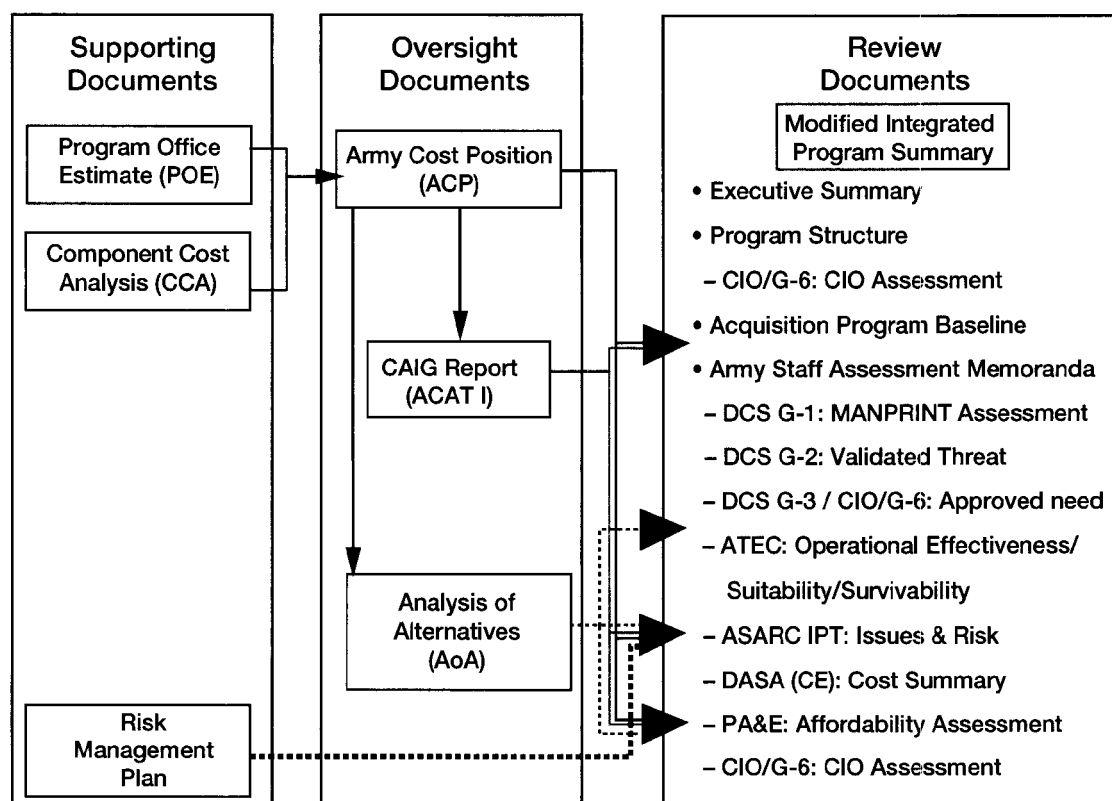 Supporting
Documents
Program Office
Estimate (POE)
Component Cost
Analysis (CCA)
Risk
Management
Plan
Oversight
Documents
Army Cost Position
(ACP)
CAIG Report
(ACAT I)
Analysis of
Alternatives
(AoA)
Review
Documents
Modified Integrated
Program Summary
• Executive Summary
• Program Structure
– CIO/G-6: CIO Assessment
• Acquisition Program Baseline
• Army Staff Assessment Memoranda
– DCS G-1: MANPRINT Assessment
– DCS G-2: Validated Threat
– DCS G-3 / CIO/G-6: Approved need
– ATEC: Operational Effectiveness/
Suitability/Survivability
– ASARC IPT: Issues & Risk
– DASA (CE): Cost Summary
– PA&E: Affordability Assessment
– CIO/G-6: CIO Assessment